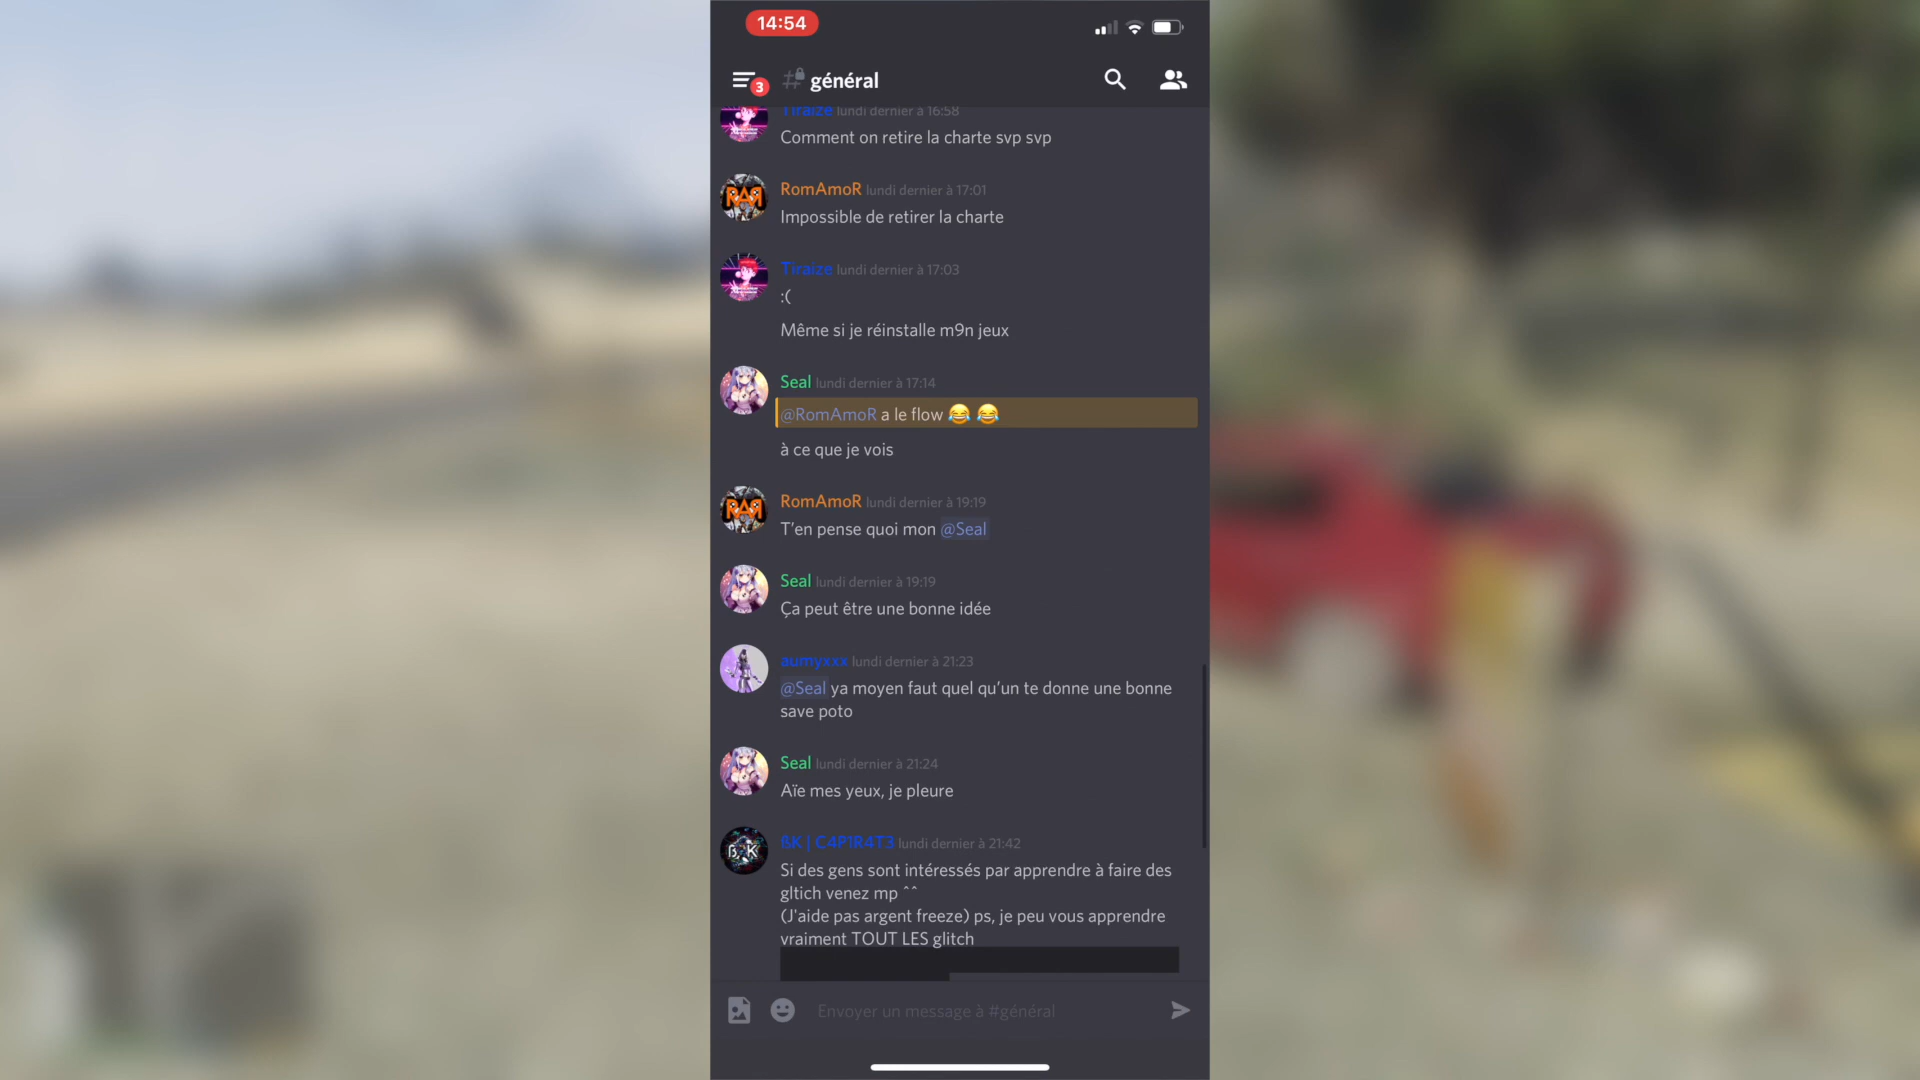 14:54
3
général
Tiraize lundi dernier à 16:58
Comment on retire la charte svp svp
RomAmoR lundi dernier à 17:01
Impossible de retirer la charte
Tiraize lundi dernier à 17:03
:(
Même si je réinstalle m9n jeux
Seal lundi dernier à 17:14
@RomAmoR a le flow 😂 😂
à ce que je vois
RAR RomAmoR lundi dernier à 19:19
T'en pense quoi mon @Seal
Seal lundi dernier à 19:19
Ça peut être une bonne idée
aumyxxx lundi dernier à 21:23
@Seal ya moyen faut quel qu'un te donne une bonne
save poto
Seal lundi dernier à 21:24
Aïe mes yeux, je pleure
BK | C4P1R4T3 lundi dernier à 21:42
Si des gens sont intéressés par apprendre à faire des
gltich venez mp ^^
(J'aide pas argent freeze) ps, je peu vous apprendre
vraiment TOUT LES glitch
Envoyer un message à #général